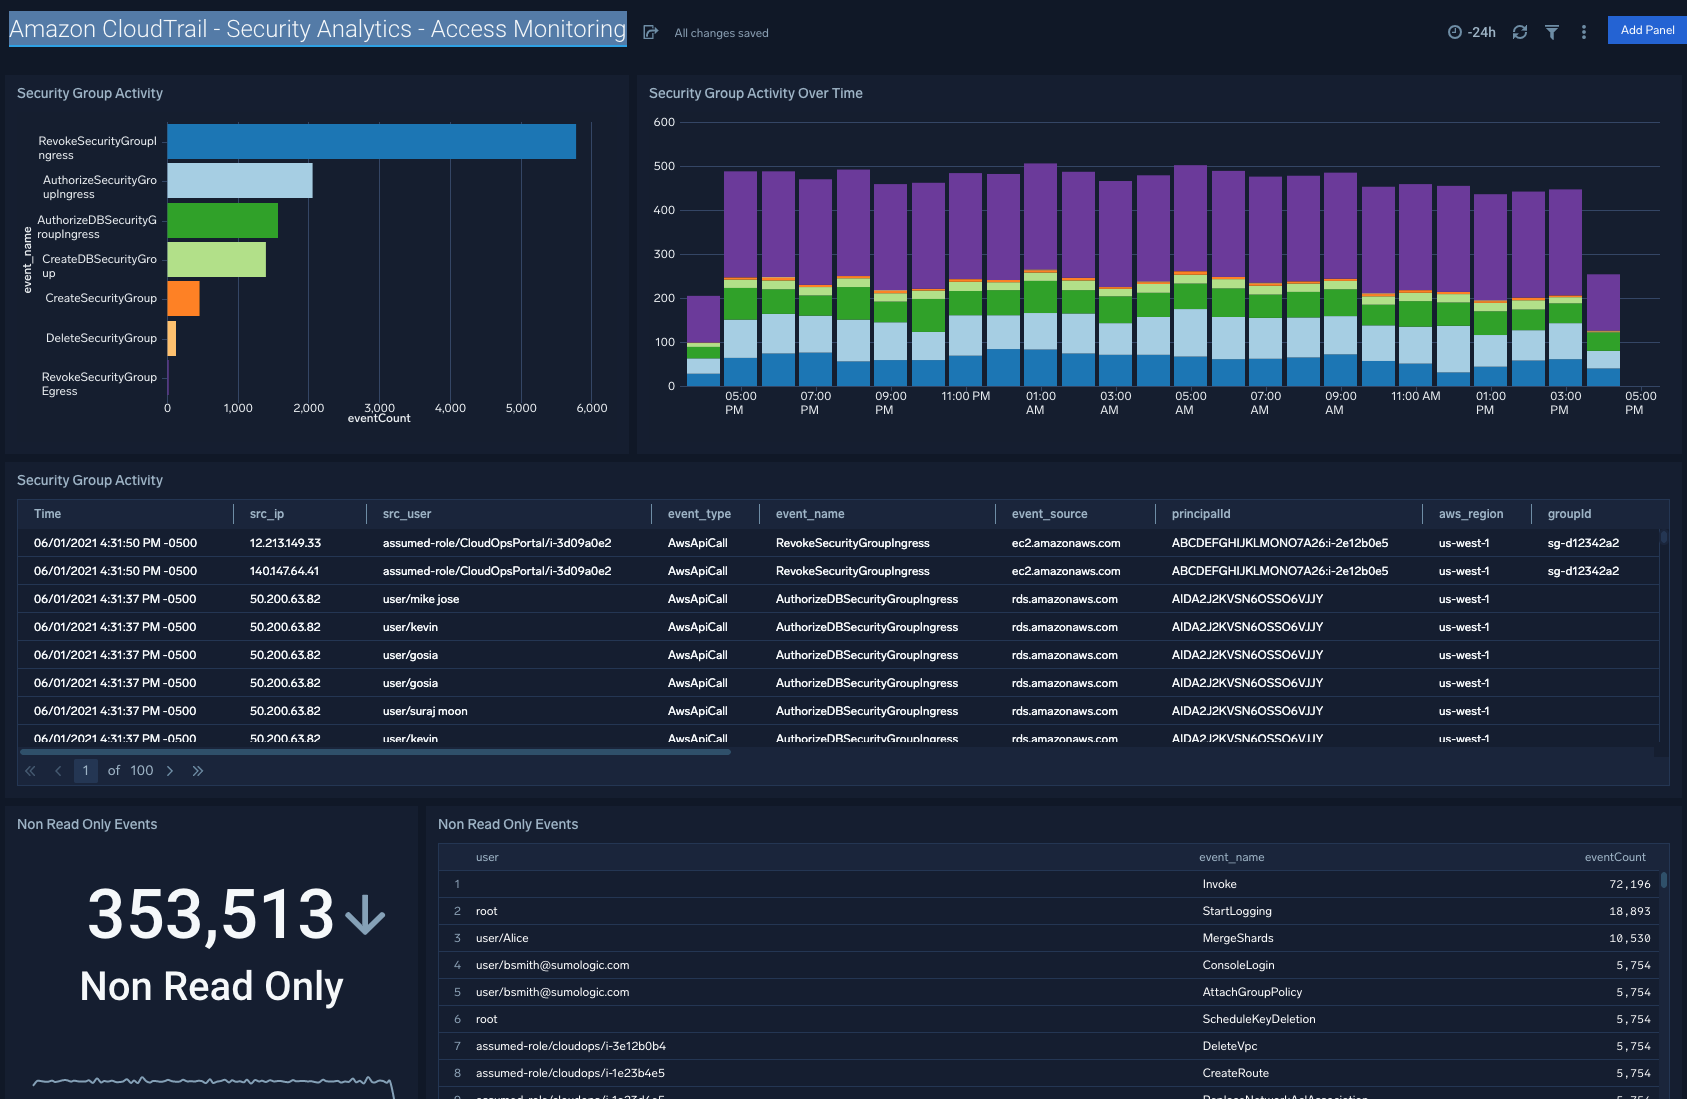 Amazon CloudTrail - Security Analytics - Access Monitoring
All changes saved
-24h
Add Panel
Security Group Activity
event_name
RevokeSecurityGroupI
ngress
AuthorizeSecurityGro
upIngress
AuthorizeDBSecurityG
roupIngress
CreateDBSecurityGro
up
CreateSecurityGroup
DeleteSecurityGroup
RevokeSecurityGroup
Egress
0 1,000 2,000 3,000 4,000 5,000 6,000
eventCount
Security Group Activity Over Time
600
500
400
300
200
100
0
05:00 PM
07:00 PM
09:00 PM
11:00 PM
01:00 AM
03:00 AM
05:00 AM
07:00 AM
09:00 AM
11:00 AM
01:00 PM
03:00 PM
05:00 PM
Security Group Activity
Time src_ip src_user event_type event_name event_source principalId aws_region groupId
06/01/2021 4:31:50 PM -0500 12.213.149.33 assumed-role/CloudOpsPortal/i-3d09a0e2 AwsApiCall RevokeSecurityGroupIngress ec2.amazonaws.com ABCDEFGHIJKLMONO7A26:i-2e12b0e5 us-west-1 sg-d12342a2
06/01/2021 4:31:50 PM -0500 140.147.64.41 assumed-role/CloudOpsPortal/i-3d09a0e2 AwsApiCall RevokeSecurityGroupIngress ec2.amazonaws.com ABCDEFGHIJKLMONO7A26:i-2e12b0e5 us-west-1 sg-d12342a2
06/01/2021 4:31:37 PM -0500 50.200.63.82 user/mike jose AwsApiCall AuthorizeDBSecurityGroupIngress rds.amazonaws.com AIDA2J2KVSN6OSSO6VJJY us-west-1
06/01/2021 4:31:37 PM -0500 50.200.63.82 user/kevin AwsApiCall AuthorizeDBSecurityGroupIngress rds.amazonaws.com AIDA2J2KVSN6OSSO6VJJY us-west-1
06/01/2021 4:31:37 PM -0500 50.200.63.82 user/gosia AwsApiCall AuthorizeDBSecurityGroupIngress rds.amazonaws.com AIDA2J2KVSN6OSSO6VJJY us-west-1
06/01/2021 4:31:37 PM -0500 50.200.63.82 user/gosia AwsApiCall AuthorizeDBSecurityGroupIngress rds.amazonaws.com AIDA2J2KVSN6OSSO6VJJY us-west-1
06/01/2021 4:31:37 PM -0500 50.200.63.82 user/suraj moon AwsApiCall AuthorizeDBSecurityGroupIngress rds.amazonaws.com AIDA2J2KVSN6OSSO6VJJY us-west-1
06/01/2021 4:31:37 PM -0500 50.200.63.82 user/kevin AwsApiCall AuthorizeDBSecurityGroupIngress rds.amazonaws.com AIDA2J2KVSN6OSSO6VJJY us-west-1
1 of 100
Non Read Only Events
353,513
Non Read Only
Non Read Only Events
user event_name eventCount
1 Invoke 72,196
2 root StartLogging 18,893
3 user/Alice MergeShards 10,530
4 user/bsmith@sumologic.com ConsoleLogin 5,754
5 user/bsmith@sumologic.com AttachGroupPolicy 5,754
6 root ScheduleKeyDeletion 5,754
7 assumed-role/cloudops/i-3e12b0b4 DeleteVpc 5,754
8 assumed-role/cloudops/i-1e23b4e5 CreateRoute 5,754